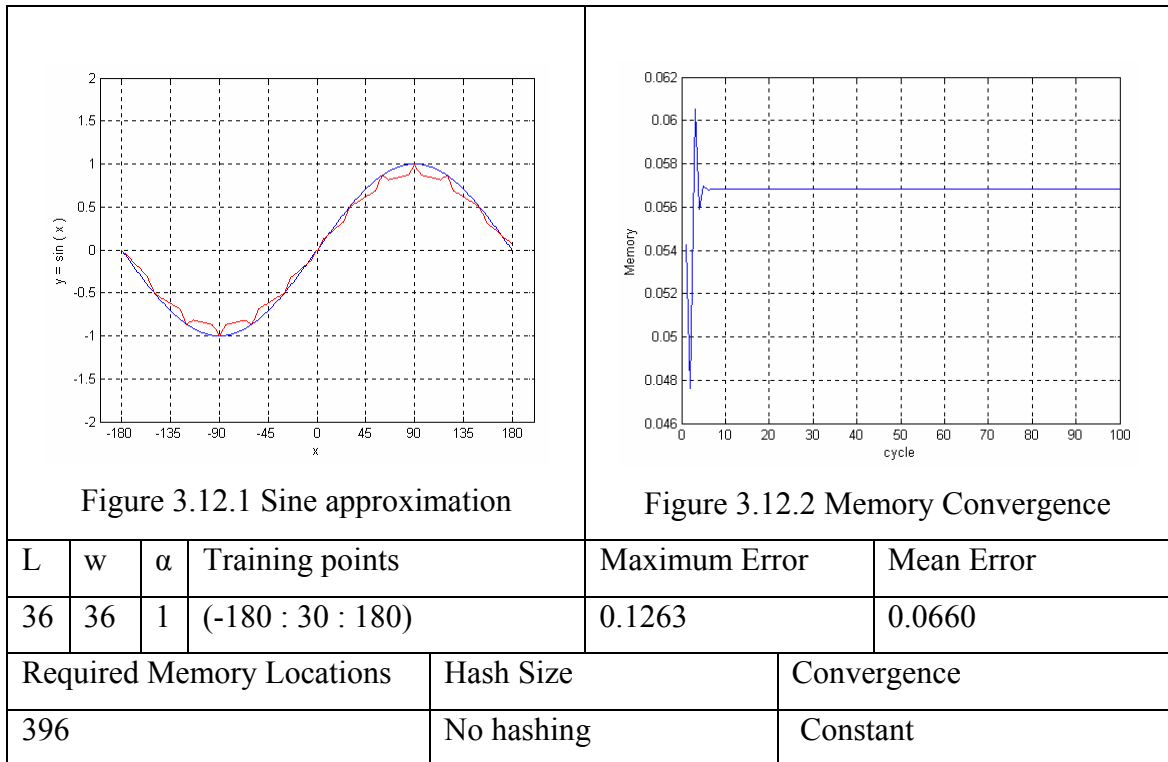 2
1.5
1
0.5
0
-0.5
-1
-1.5
-2
y = sin ( x )
-180 -135 -90 -45 0 45 90 135 180
x
Figure 3.12.1 Sine approximation
0.062
0.06
0.058
0.056
0.054
0.052
0.05
0.048
0.046
Memory
0 10 20 30 40 50 60 70 80 90 100
cycle
Figure 3.12.2 Memory Convergence
L w α Training points Maximum Error Mean Error
36 36 1 (-180 : 30 : 180) 0.1263 0.0660
Required Memory Locations Hash Size Convergence
396 No hashing Constant